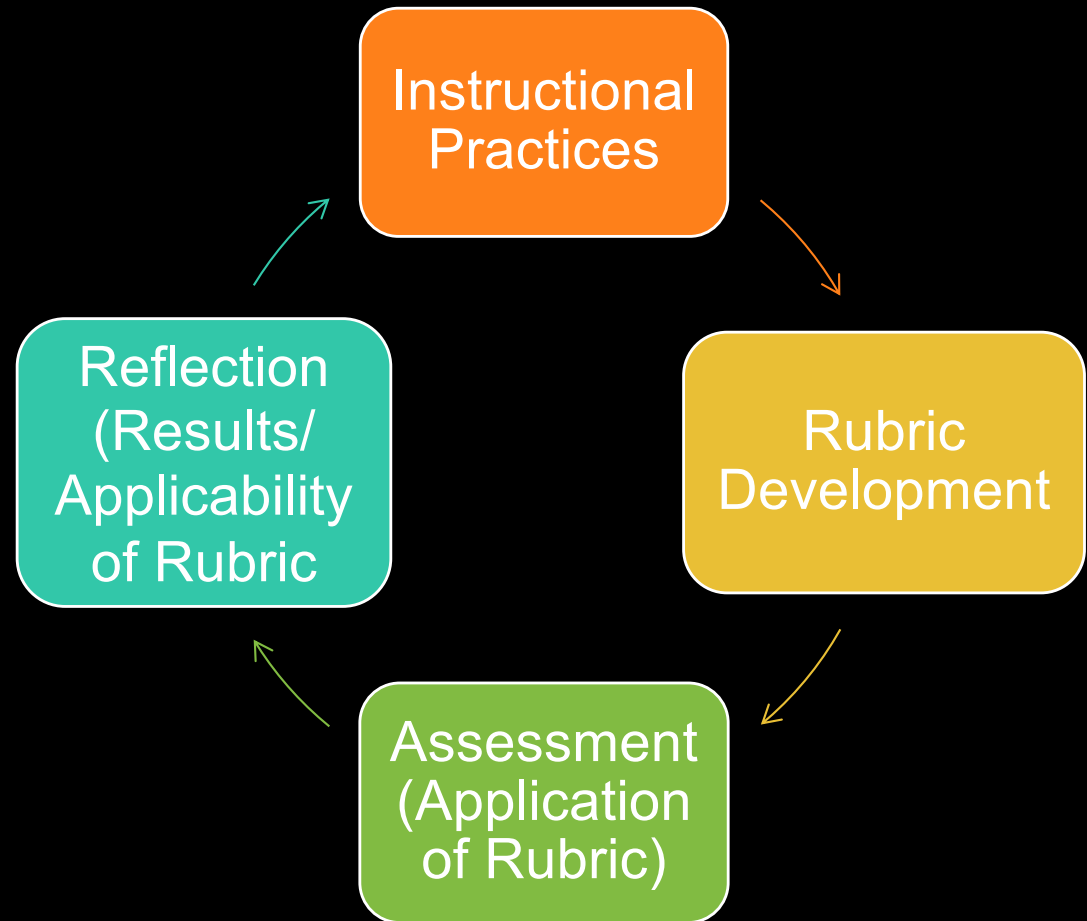 Instructional
Practices
Rubric
Development
Assessment
(Application
of Rubric)
Reflection
(Results/
Applicability
of Rubric